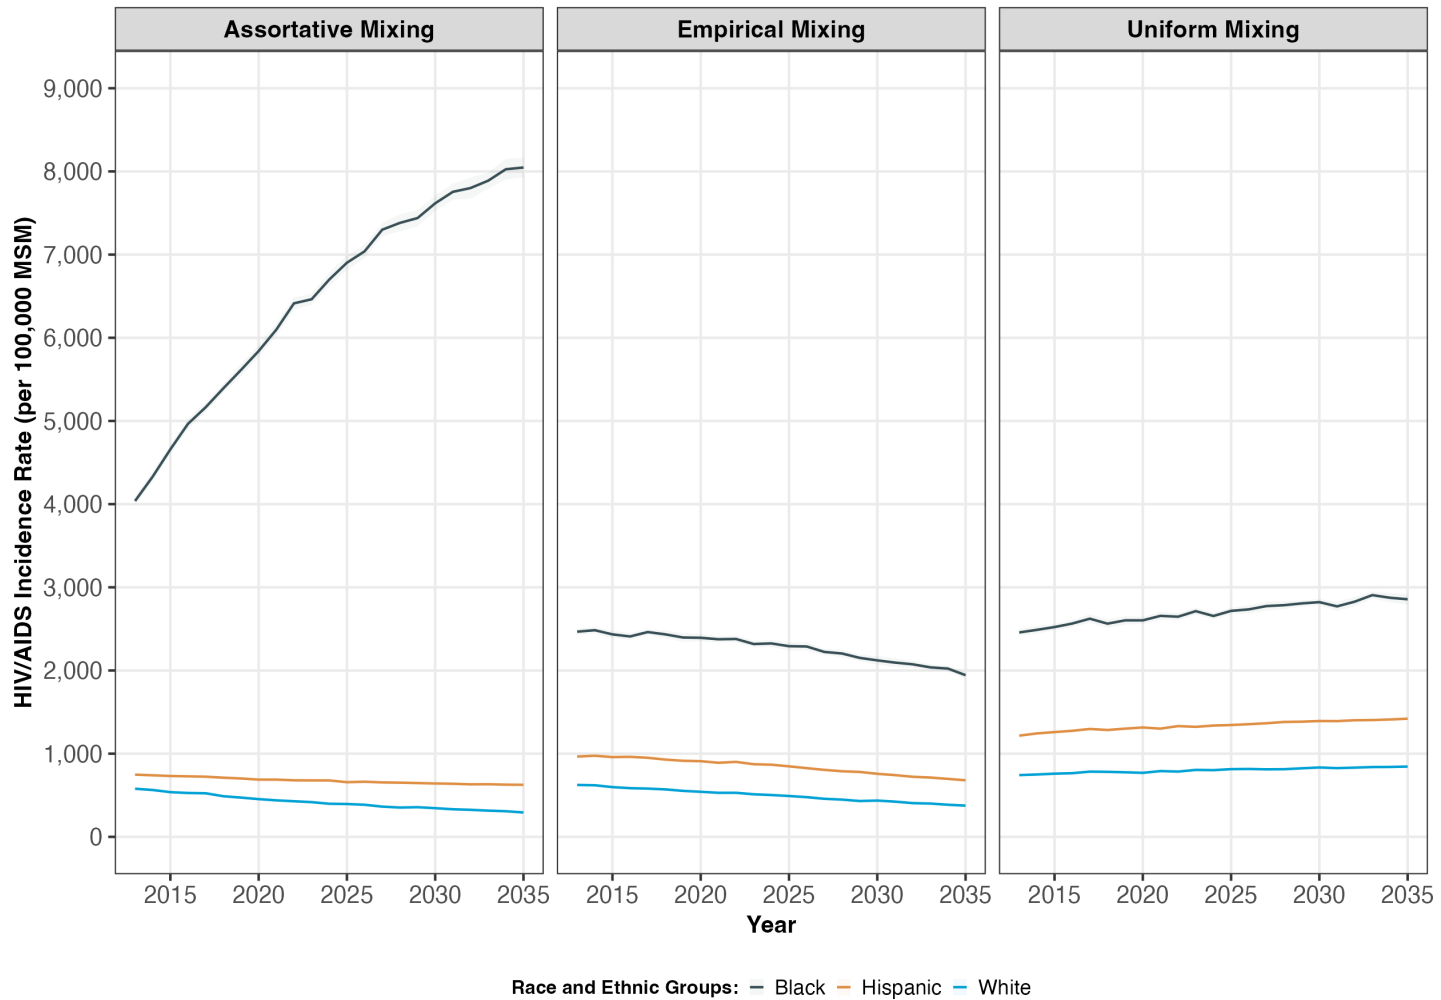 Assortative Mixing
Empirical Mixing
Uniform Mixing
HIV/AIDS Incidence Rate (per 100,000 MSM)
9,000
8,000
7,000
6,000
5,000
4,000
3,000
2,000
1,000
0
2015 2020 2025 2030 2035
2015 2020 2025 2030 2035
2015 2020 2025 2030 2035
Year
Race and Ethnic Groups: Black Hispanic White